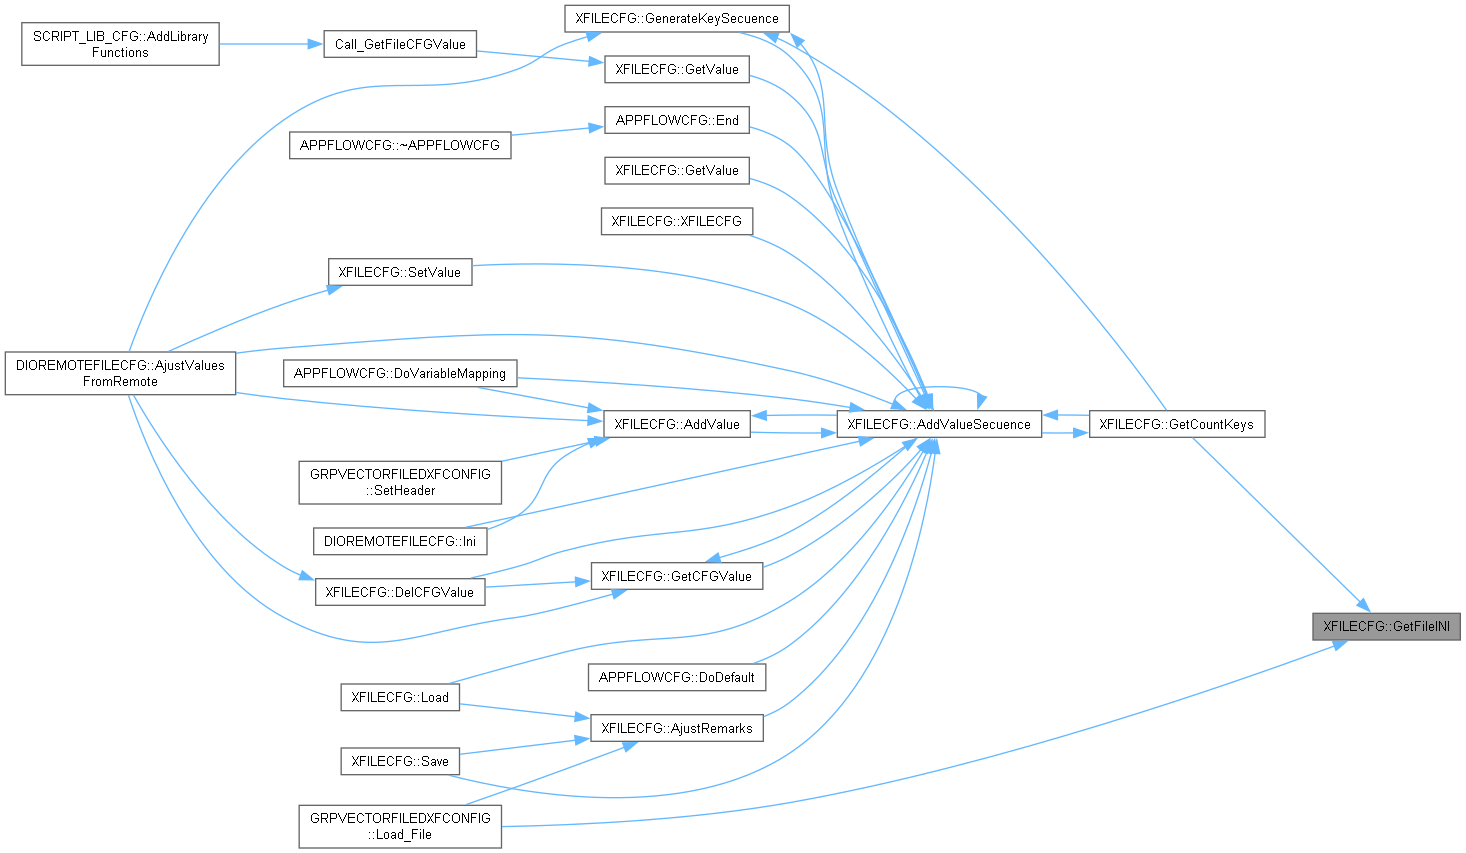 XFILECFG::GenerateKeySecuence
SCRIPT_LIB_CFG::AddLibrary
Functions
Call_GetFileCFGValue
XFILECFG::GetValue
APPFLOWCFG::End
APPFLOWCFG::~APPFLOWCFG
XFILECFG::GetValue
XFILECFG::XFILECFG
XFILECFG::SetValue
DIOREMOTEFILECFG::AjustValues
FromRemote
APPFLOWCFG::DoVariableMapping
XFILECFG::AddValue
XFILECFG::AddValueSecuence
XFILECFG::GetCountKeys
GRPVECTORFILEDXFCONFIG
::SetHeader
DIOREMOTEFILECFG::Ini
XFILECFG::GetCFGValue
XFILECFG::DelCFGValue
XFILECFG::GetFileINI
APPFLOWCFG::DoDefault
XFILECFG::Load
XFILECFG::AjustRemarks
XFILECFG::Save
GRPVECTORFILEDXFCONFIG
::Load_File